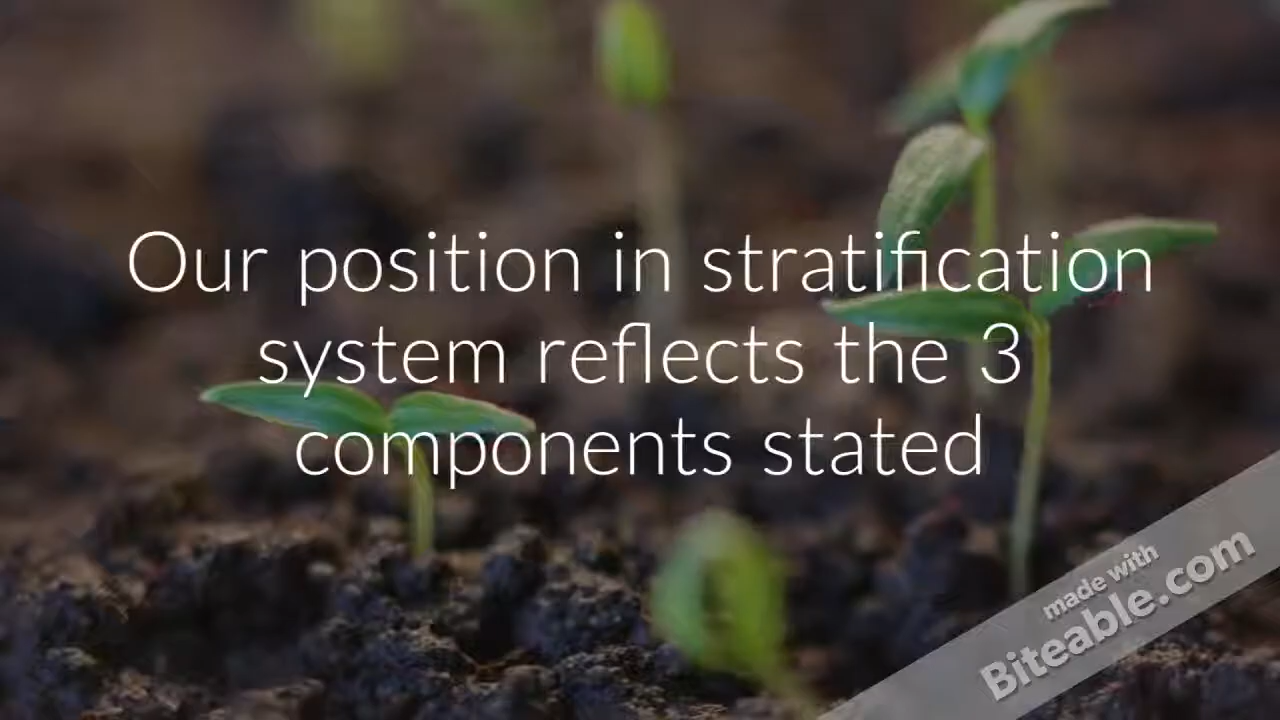 Our position in stratification
system reflects the 3
components stated
made with
Biteable.com